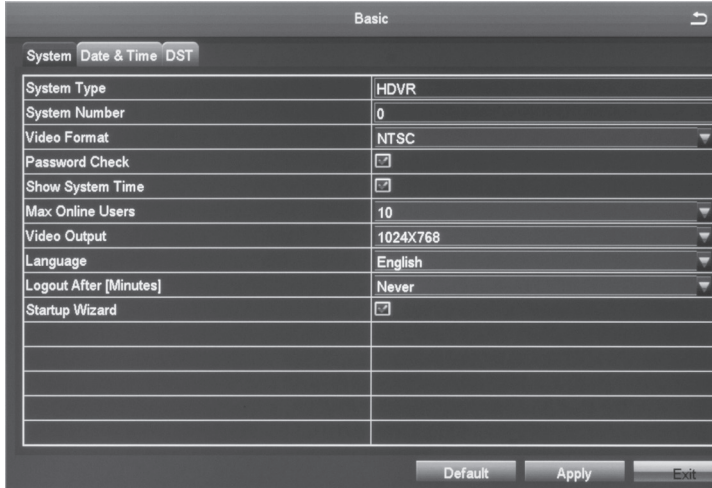 Basic
System Date & Time DST
System Type HDVR
System Number 0
Video Format NTSC
Password Check
Show System Time
Max Online Users 10
Video Output 1024X768
Language English
Logout After [Minutes] Never
Startup Wizard
Default Apply Exit